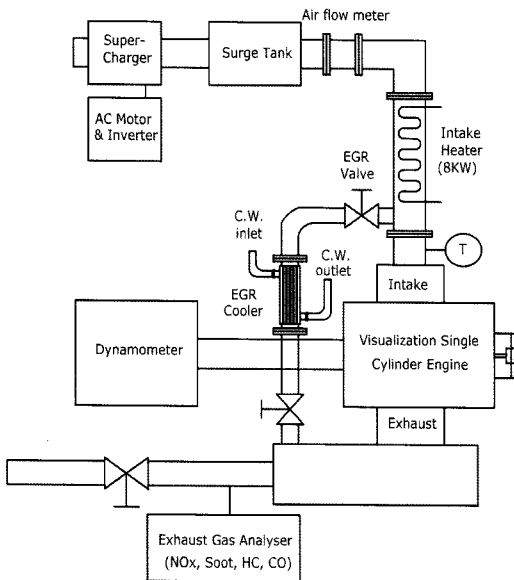 Air flow meter
Super-
Charger
Surge Tank
AC Motor
& Inverter
Intake
Heater
(8KW)
EGR
Valve
C.W.
inlet
C.W.
outlet
T
EGR
Cooler
Intake
Dynamometer
Visualization Single
Cylinder Engine
Exhaust
Exhaust Gas Analyser
(NOx, Soot, HC, CO)